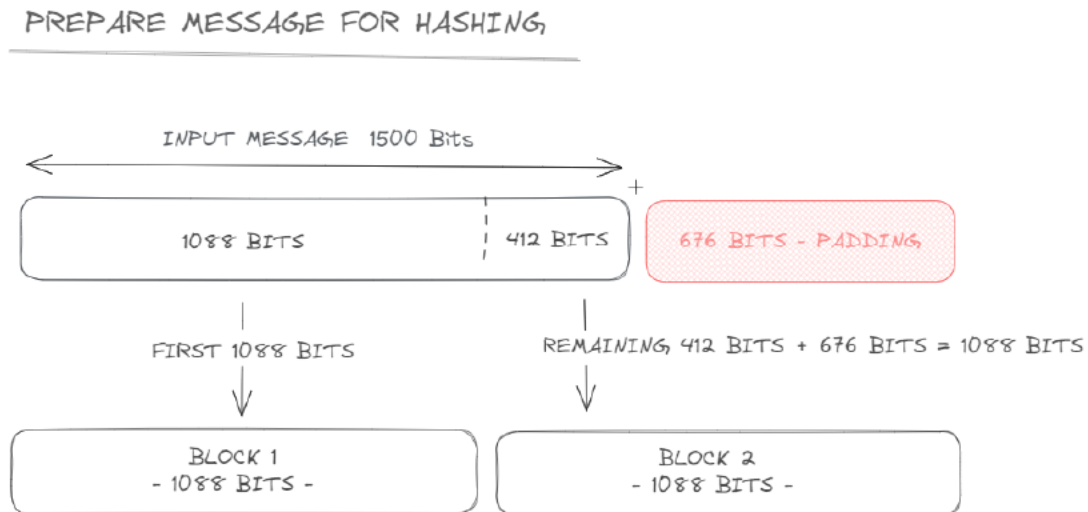 PREPARE MESSAGE FOR HASHING
INPUT MESSAGE 1500 Bits
+
1088 BITS
412 BITS
676 BITS - PADDING
FIRST 1088 BITS
REMAINING 412 BITS + 676 BITS = 1088 BITS
BLOCK 1
- 1088 BITS -
BLOCK 2
- 1088 BITS -